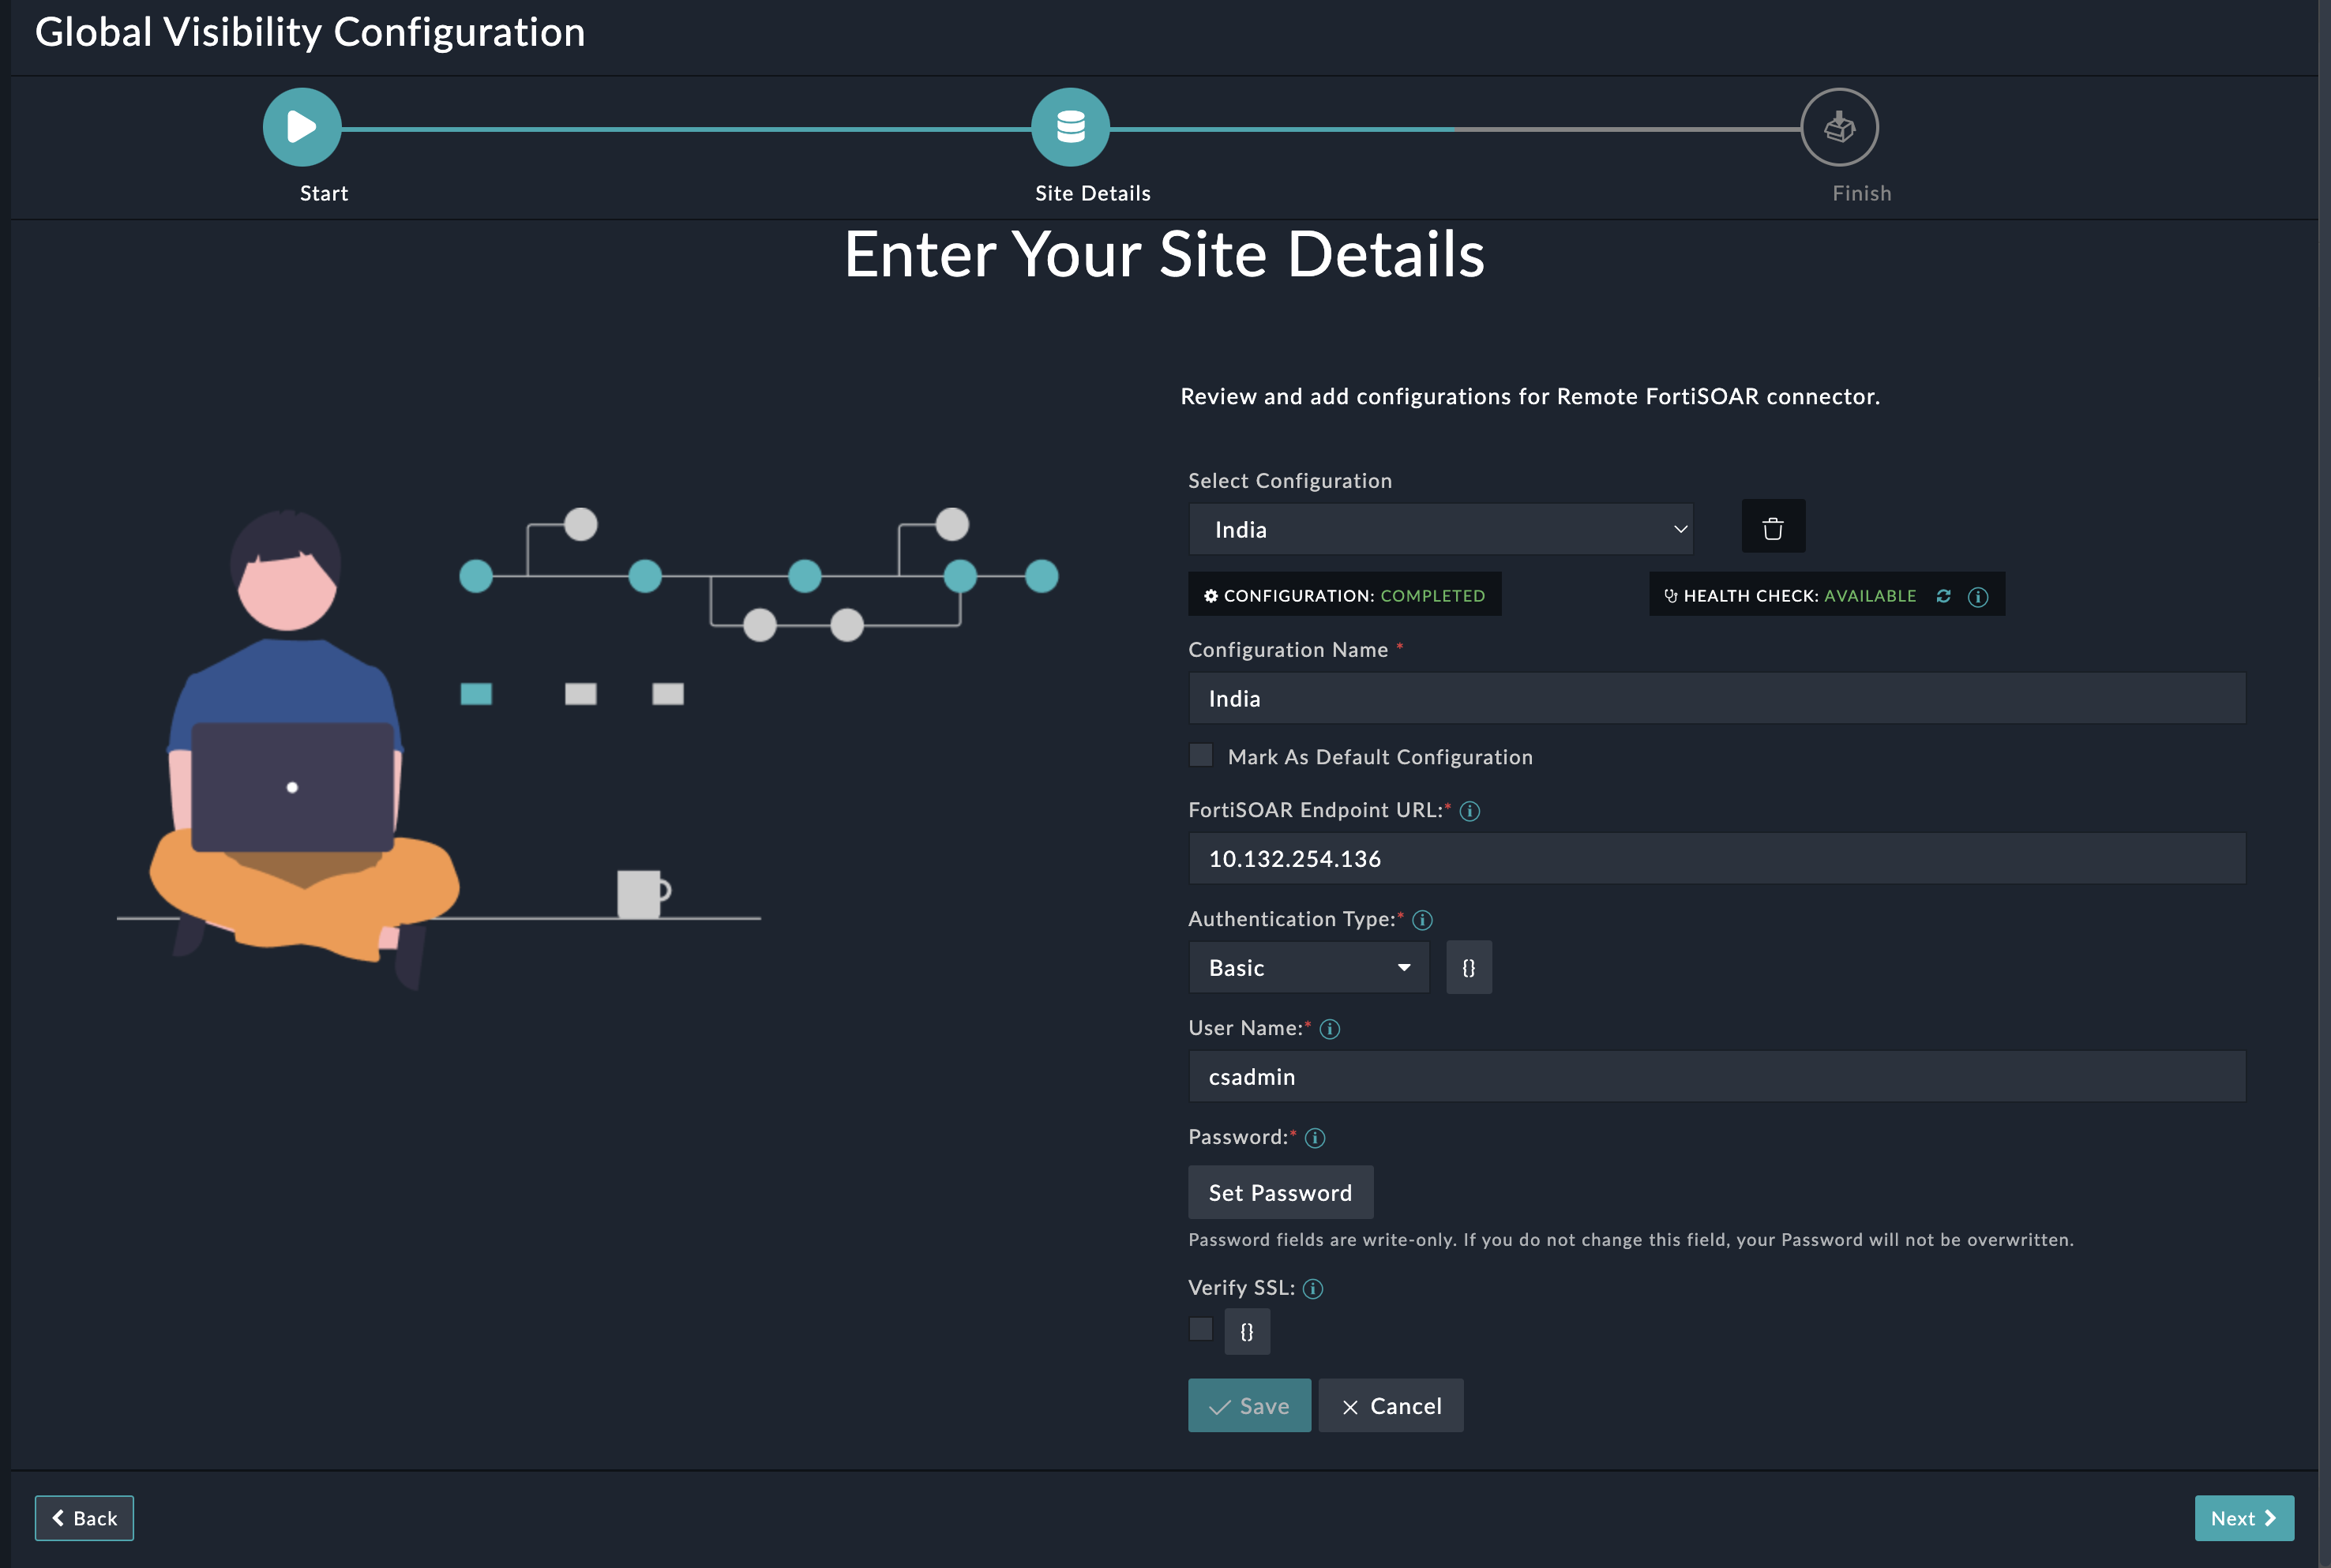 Global Visibility Configuration
Start
Site Details
Finish
Enter Your Site Details
Review and add configurations for Remote FortiSOAR connector.
Select Configuration
India
CONFIGURATION: COMPLETED
HEALTH CHECK: AVAILABLE
Configuration Name *
India
Mark As Default Configuration
FortiSOAR Endpoint URL:*
10.132.254.136
Authentication Type:*
Basic
{}
User Name:*
csadmin
Password:*
Set Password
Password fields are write-only. If you do not change this field, your Password will not be overwritten.
Verify SSL:
{}
Save
Cancel
Back
Next